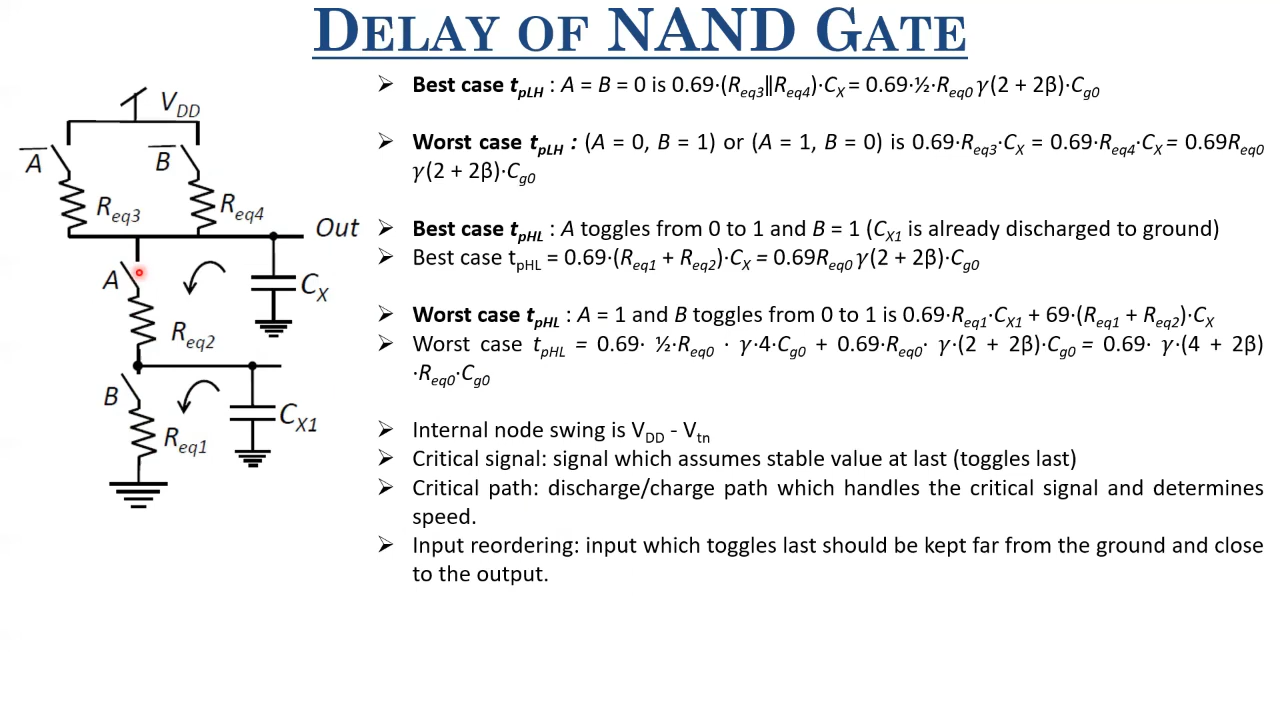 DELAY OF NAND GATE
V_DD
A̅
B̅
R_eq3
R_eq4
Out
A
C_X
R_eq2
B
C_X1
R_eq1
➢ Best case t_pLH : A = B = 0 is 0.69·(R_eq3||R_eq4)·C_X = 0.69·½·R_eq0 γ(2 + 2β)·C_g0
➢ Worst case t_pLH : (A = 0, B = 1) or (A = 1, B = 0) is 0.69·R_eq3·C_X = 0.69·R_eq4·C_X = 0.69R_eq0
γ(2 + 2β)·C_g0
➢ Best case t_pHL : A toggles from 0 to 1 and B = 1 (C_X1 is already discharged to ground)
➢ Best case t_pHL = 0.69·(R_eq1 + R_eq2)·C_X = 0.69R_eq0 γ(2 + 2β)·C_g0
➢ Worst case t_pHL : A = 1 and B toggles from 0 to 1 is 0.69·R_eq1·C_X1 + 69·(R_eq1 + R_eq2)·C_X
➢ Worst case t_pHL = 0.69· ½·R_eq0 · γ·4·C_g0 + 0.69·R_eq0· γ·(2 + 2β)·C_g0 = 0.69· γ·(4 + 2β)
·R_eq0·C_g0
➢ Internal node swing is V_DD - V_tn
➢ Critical signal: signal which assumes stable value at last (toggles last)
➢ Critical path: discharge/charge path which handles the critical signal and determines
speed.
➢ Input reordering: input which toggles last should be kept far from the ground and close
to the output.